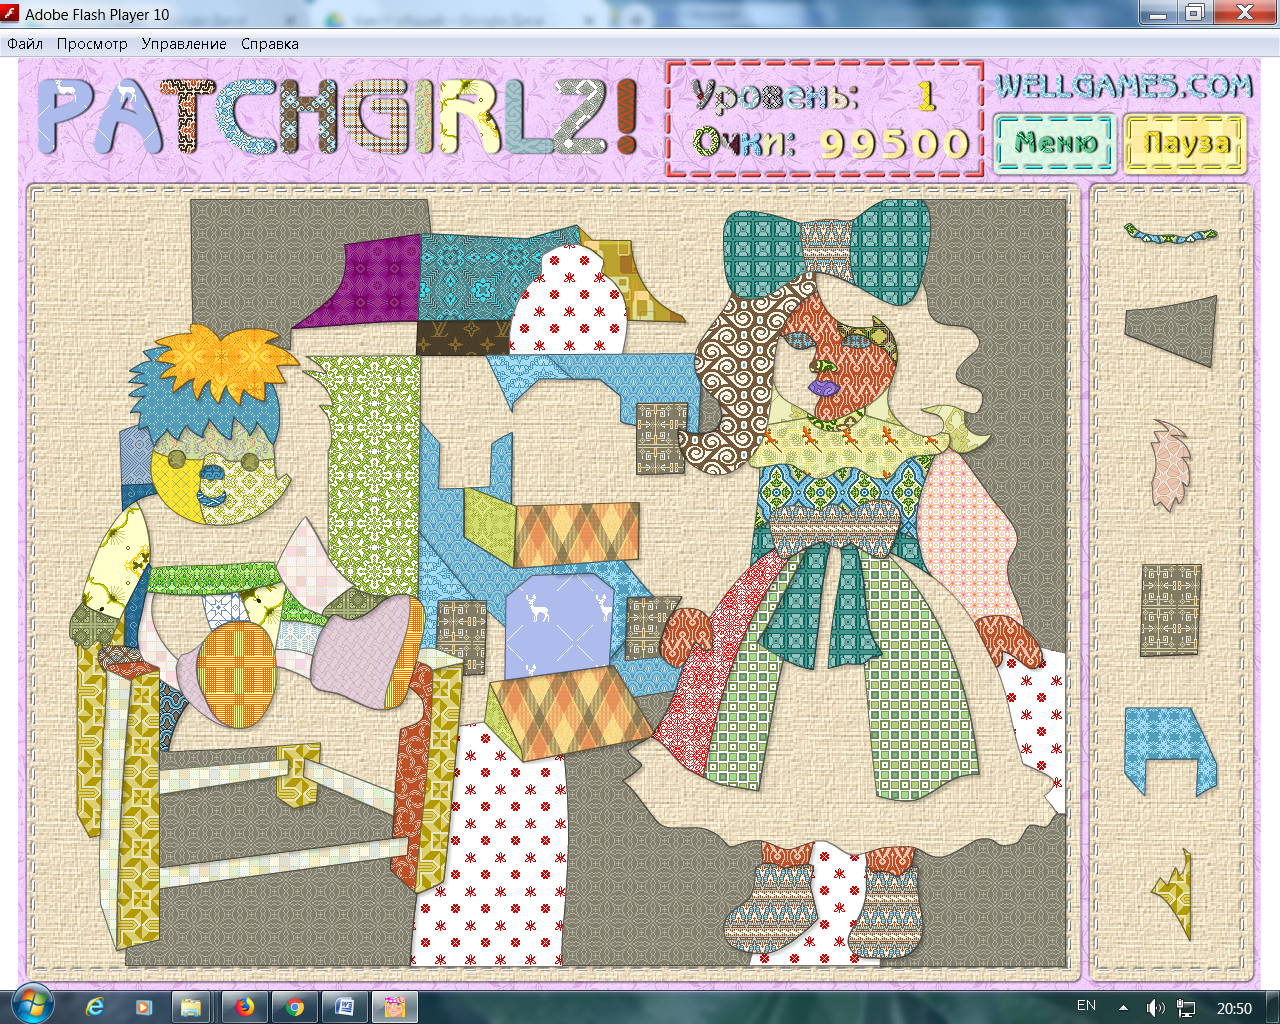 Adobe Flash Player 10
Файл Просмотр Управление Справка
PATCHGIRLZ!
Уровень: 1
Очки: 99500
WELLGAMES.COM
Меню
Пауза
EN
20:50